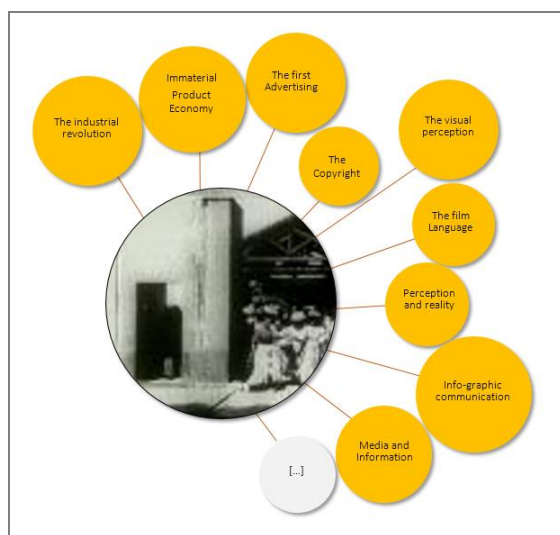 The industrial
revolution
Immaterial
Product
Economy
The first
Advertising
The
Copyright
The visual
perception
The film
Language
Perception
and reality
Info-graphic
communication
Media and
Information
[...]